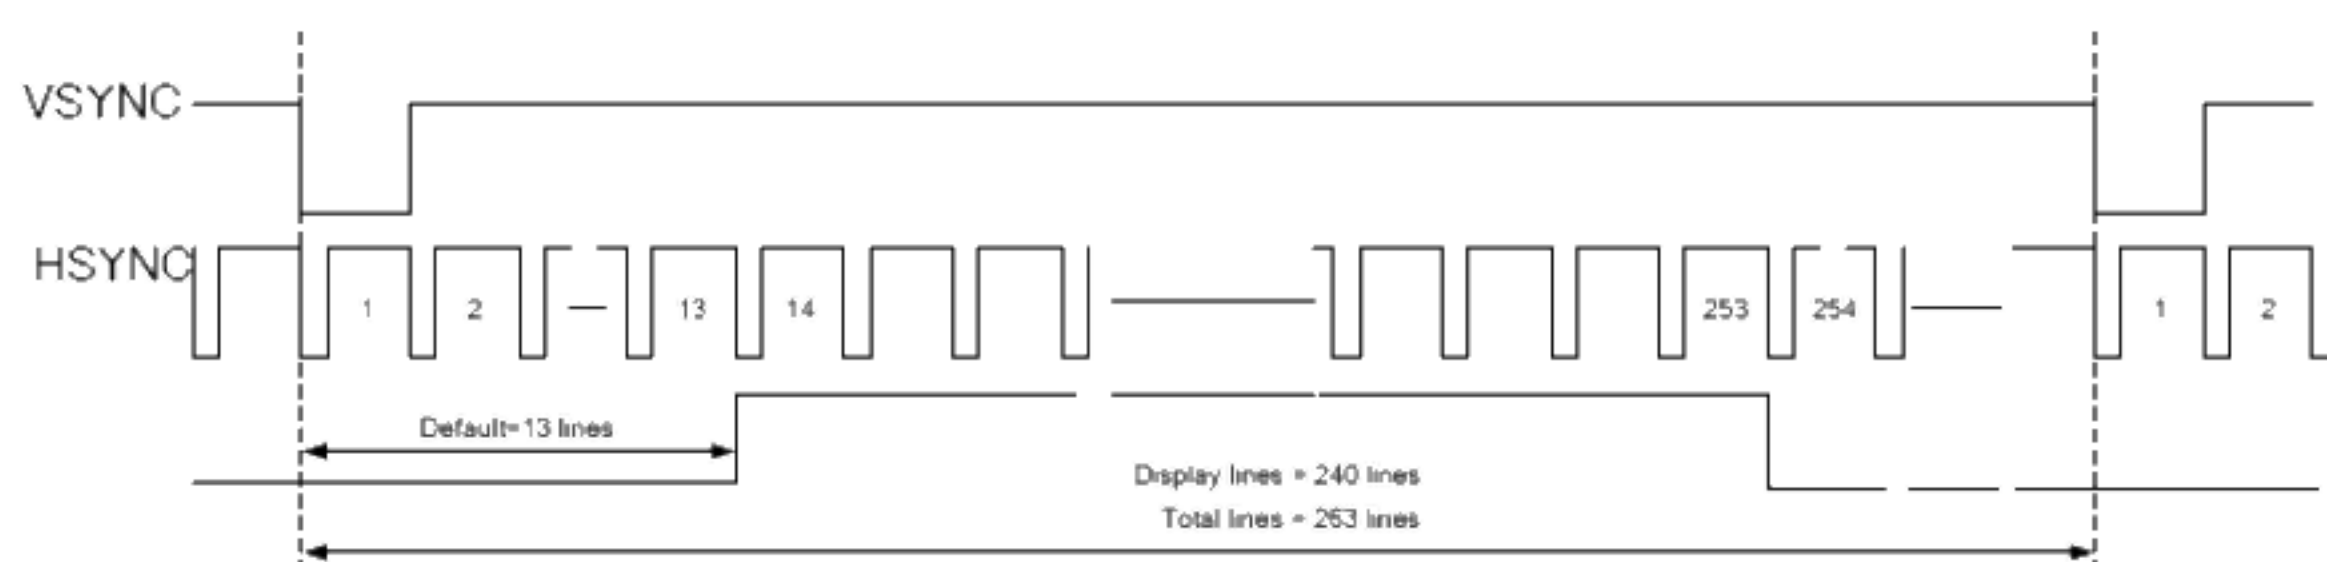 VSYNC
HSYNC
1 2 13 14 253 254 1 2
Default=13 lines
Display lines = 240 lines
Total lines = 263 lines